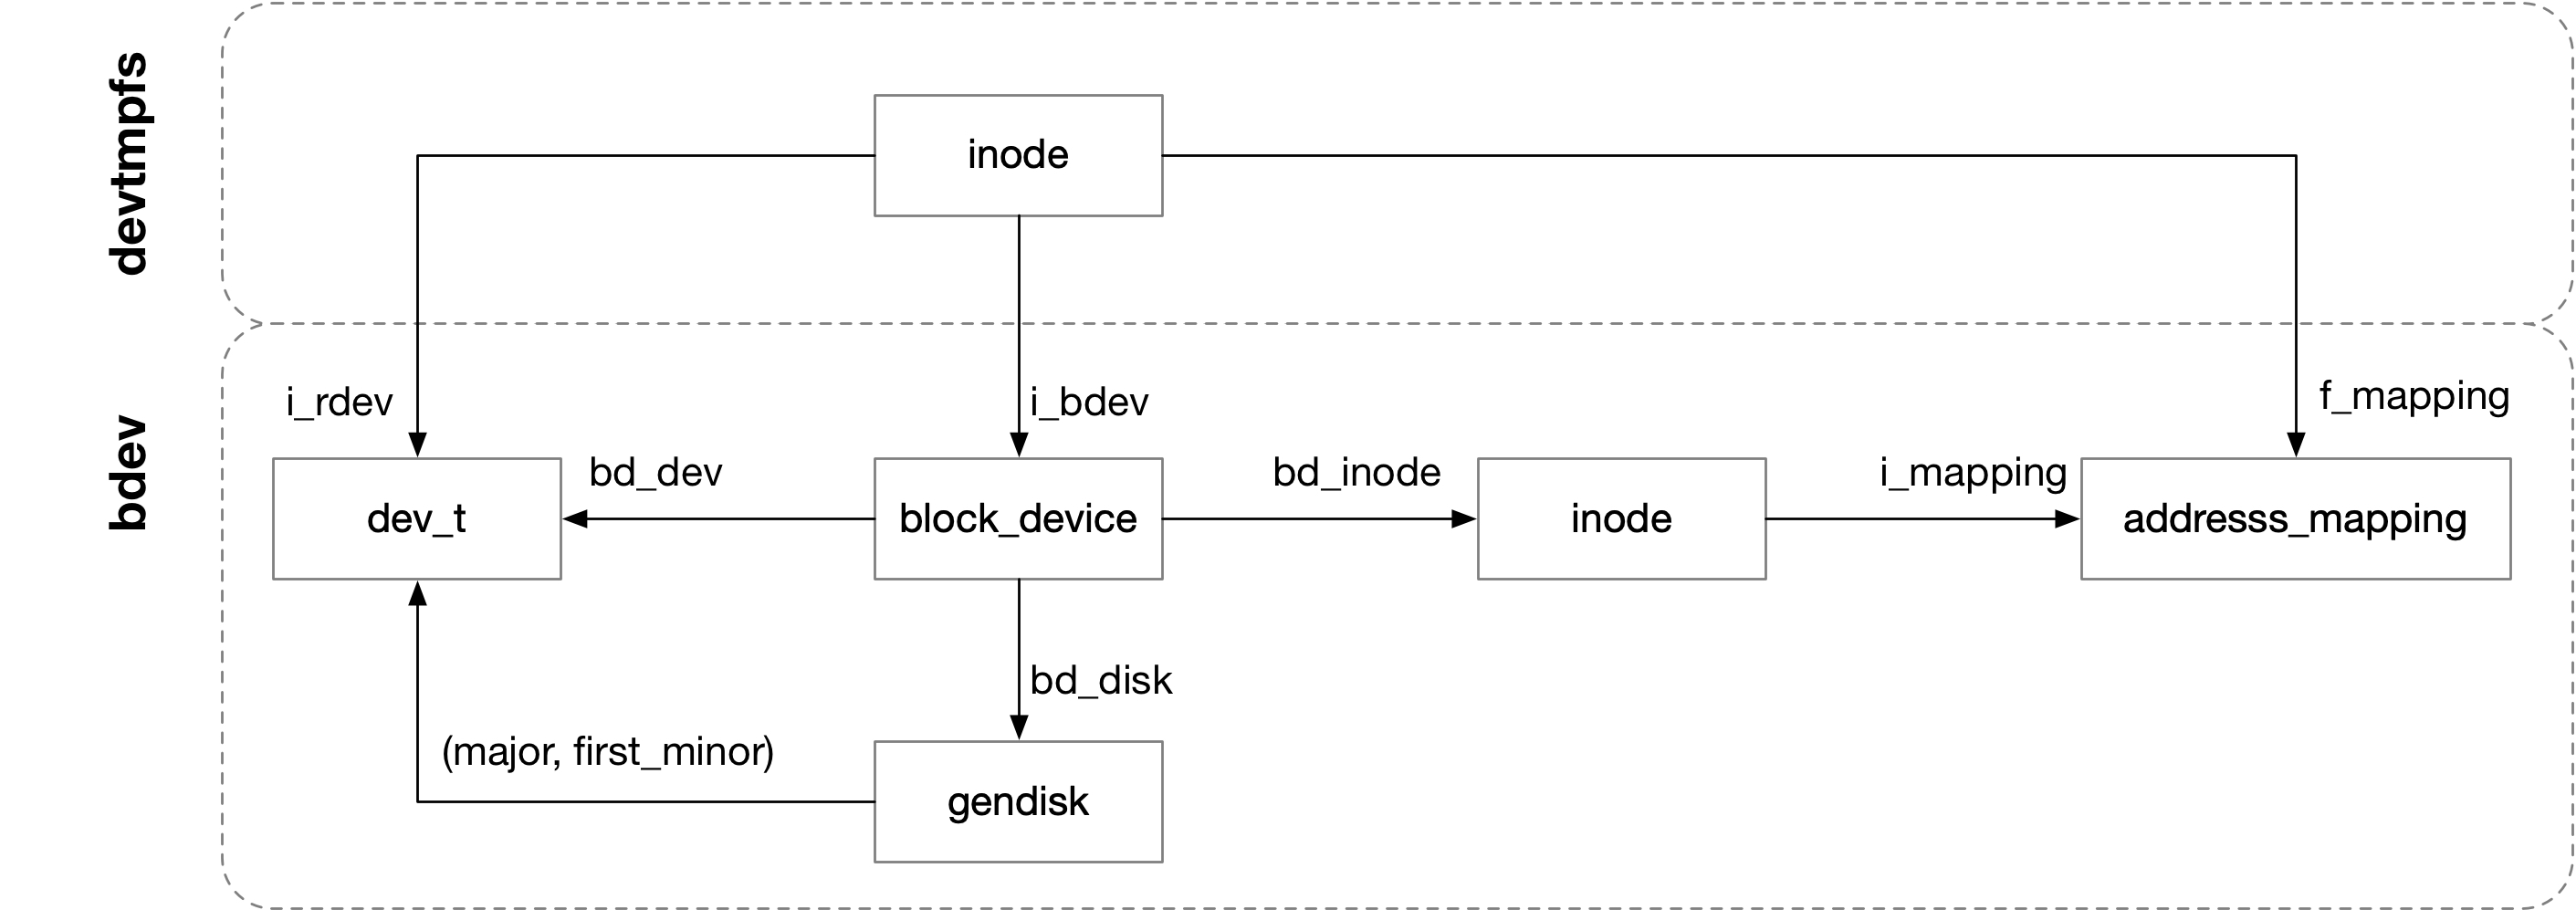 devtmpfs
inode
bdev
i_rdev
i_bdev
f_mapping
bd_dev
bd_inode
i_mapping
dev_t
block_device
inode
addresss_mapping
bd_disk
(major, first_minor)
gendisk